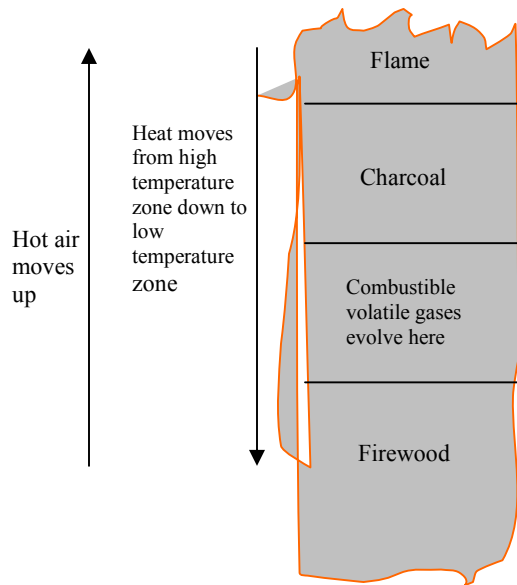 Flame
Heat moves
from high
temperature
zone down to
low
temperature
zone
Charcoal
Hot air
moves
up
Combustible
volatile gases
evolve here
Firewood